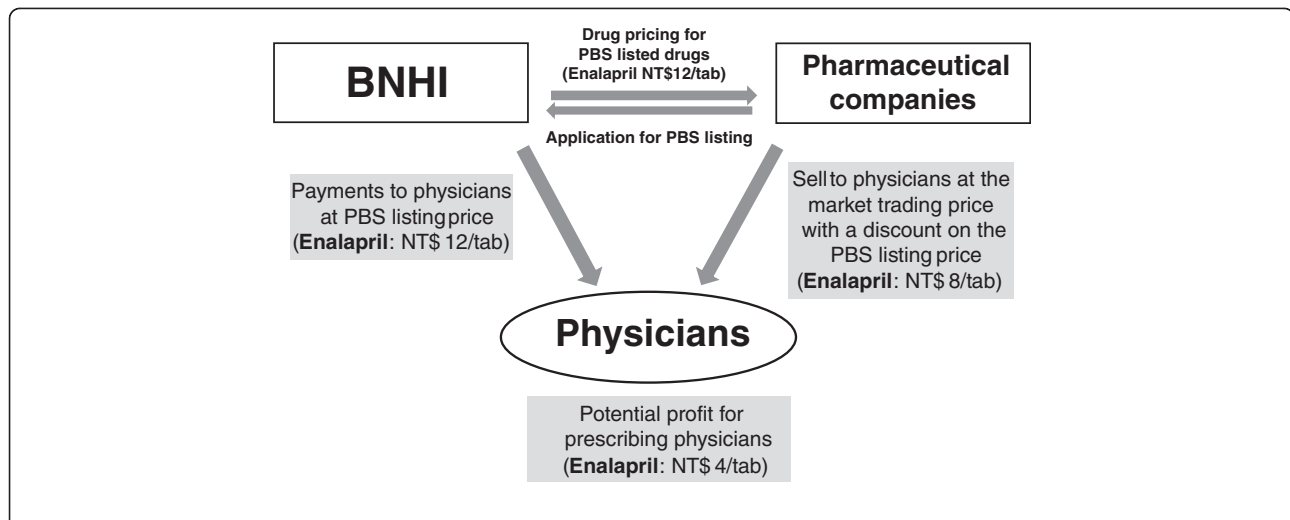 Drug pricing for
PBS listed drugs
(Enalapril NT$12/tab)
BNHI
Pharmaceutical
companies
Application for PBS listing
Payments to physicians
at PBS listing price
(Enalapril: NT$ 12/tab)
Sell to physicians at the
market trading price
with a discount on the
PBS listing price
(Enalapril: NT$ 8/tab)
Physicians
Potential profit for
prescribing physicians
(Enalapril: NT$ 4/tab)